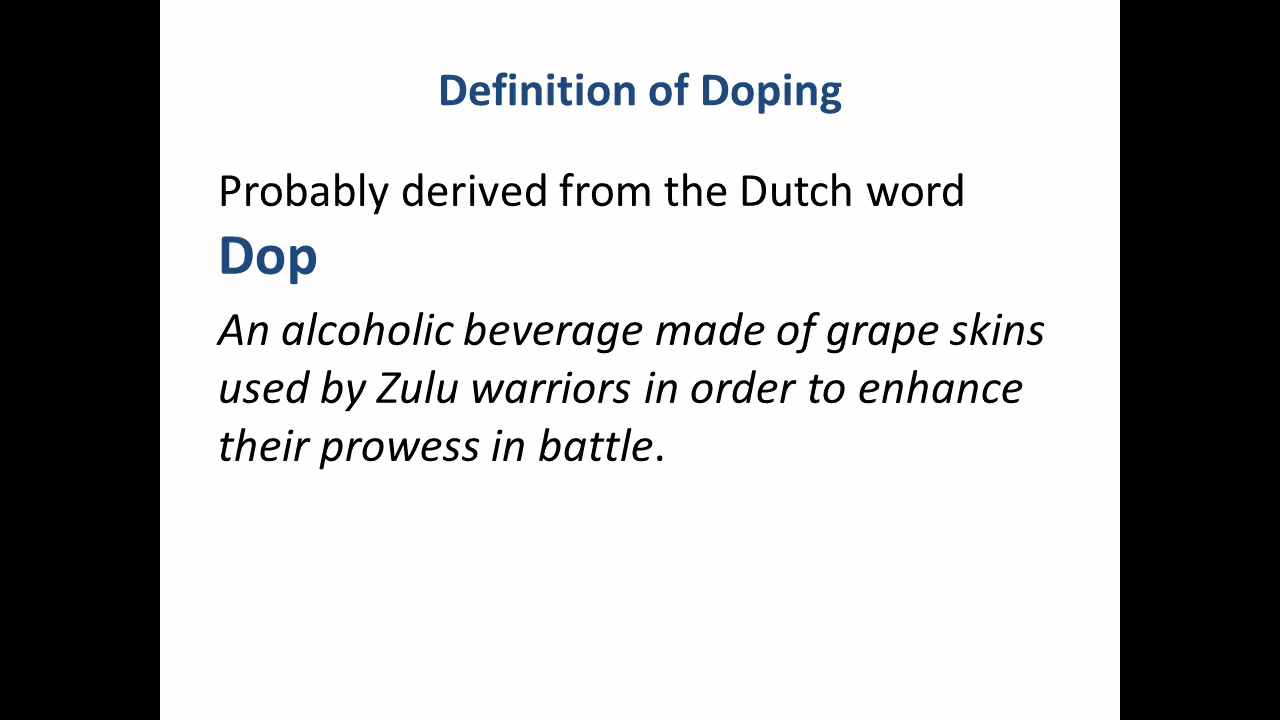 Definition of Doping
Probably derived from the Dutch word
Dop
An alcoholic beverage made of grape skins
used by Zulu warriors in order to enhance
their prowess in battle.